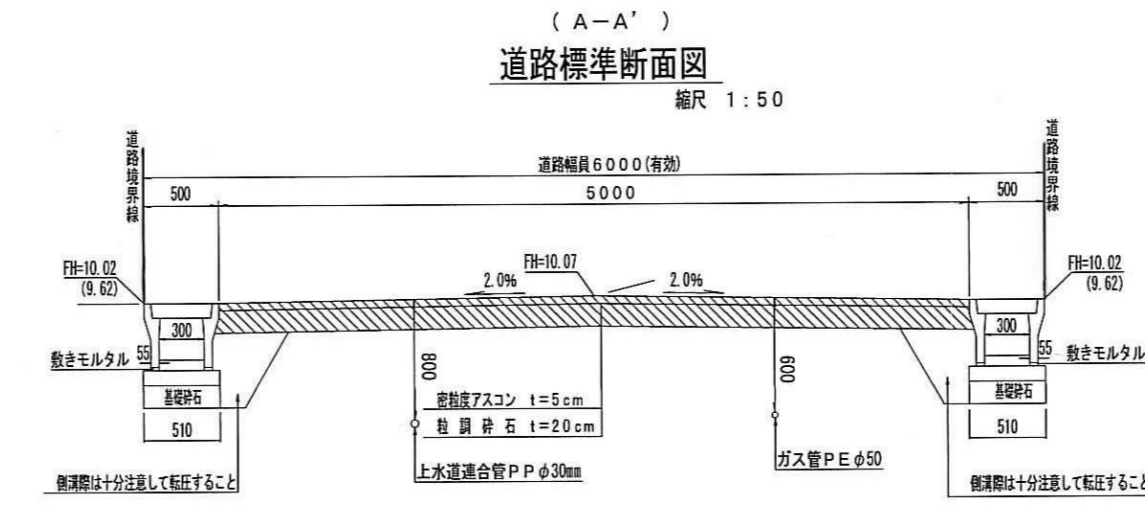 ( A－A' )
道路標準断面図
縮尺 1:50
道路境界線
道路境界線
道路幅員6000(有効)
500
5000
500
FH=10.02
(9.62)
2.0%
FH=10.07
2.0%
FH=10.02
(9.62)
300
300
敷きモルタル
55
55
敷きモルタル
800
600
基礎砕石
基礎砕石
密粒度アスコン t=5cm
粒調砕石 t=20cm
510
510
上水道連合管PPφ30mm
ガス管PEφ50
側溝際は十分注意して転圧すること
側溝際は十分注意して転圧すること